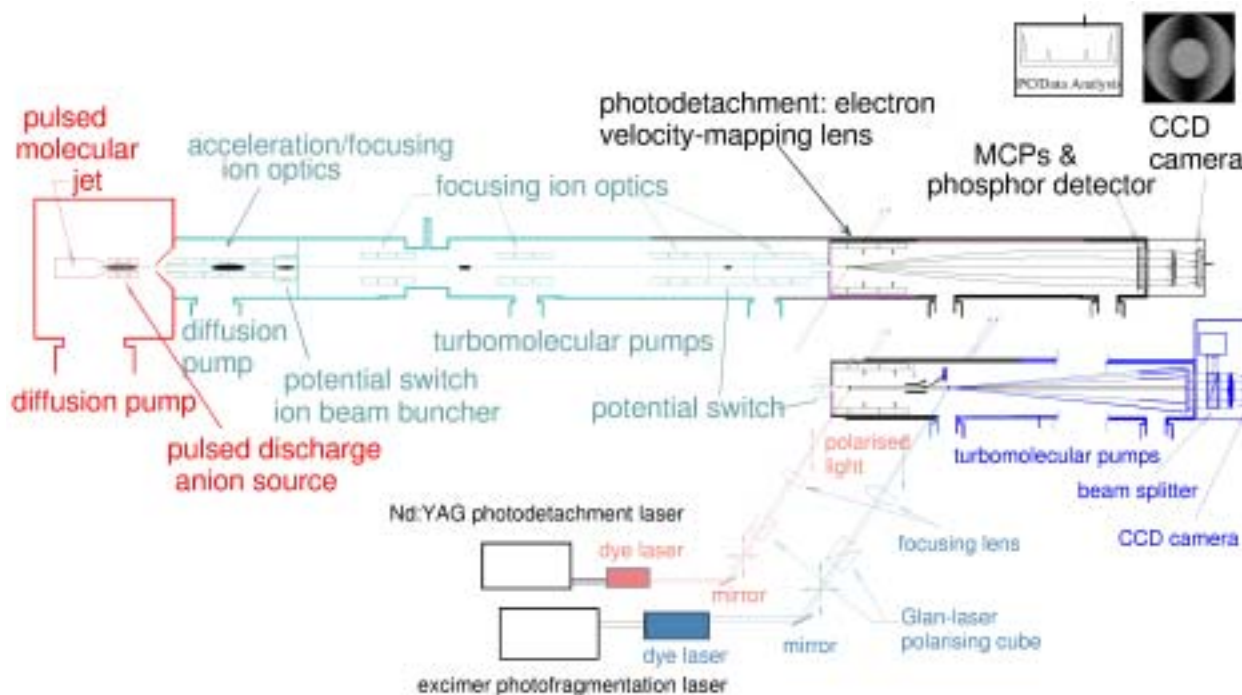 PC/Data Analysis
CCD
camera
photodetachment: electron
velocity-mapping lens
MCPs &
phosphor detector
pulsed
molecular
jet
acceleration/focusing
ion optics
focusing ion optics
diffusion
pump
turbomolecular pumps
potential switch
ion beam buncher
potential switch
diffusion pump
pulsed discharge
anion source
polarised
light
turbomolecular pumps
beam splitter
CCD camera
Nd:YAG photodetachment laser
dye laser
mirror
focusing lens
Glan-laser
polarising cube
mirror
dye laser
excimer photofragmentation laser